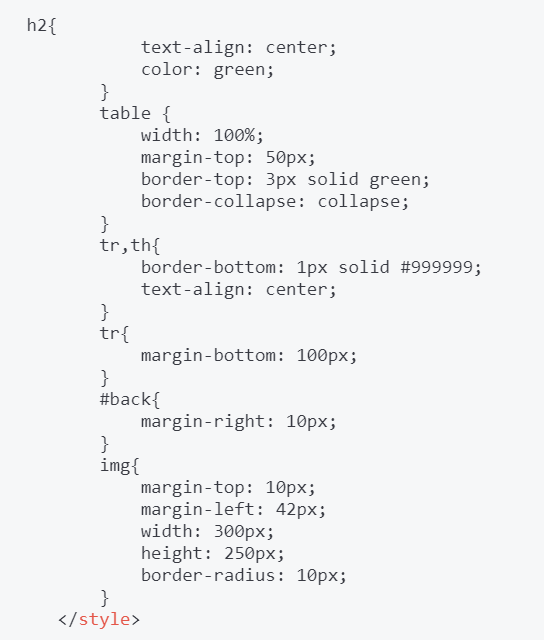 h2{
text-align: center;
color: green;
}
table {
width: 100%;
margin-top: 50px;
border-top: 3px solid green;
border-collapse: collapse;
}
tr,th{
border-bottom: 1px solid #999999;
text-align: center;
}
tr{
margin-bottom: 100px;
}
#back{
margin-right: 10px;
}
img{
margin-top: 10px;
margin-left: 42px;
width: 300px;
height: 250px;
border-radius: 10px;
}
</style>